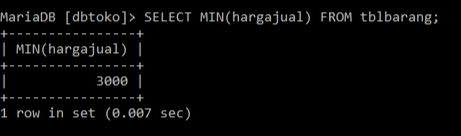 MariaDB [dbtoko]> SELECT MIN(hargajual) FROM tblbarang;
+----------------+
| MIN(hargajual) |
+----------------+
|           3000 |
+----------------+
1 row in set (0.007 sec)